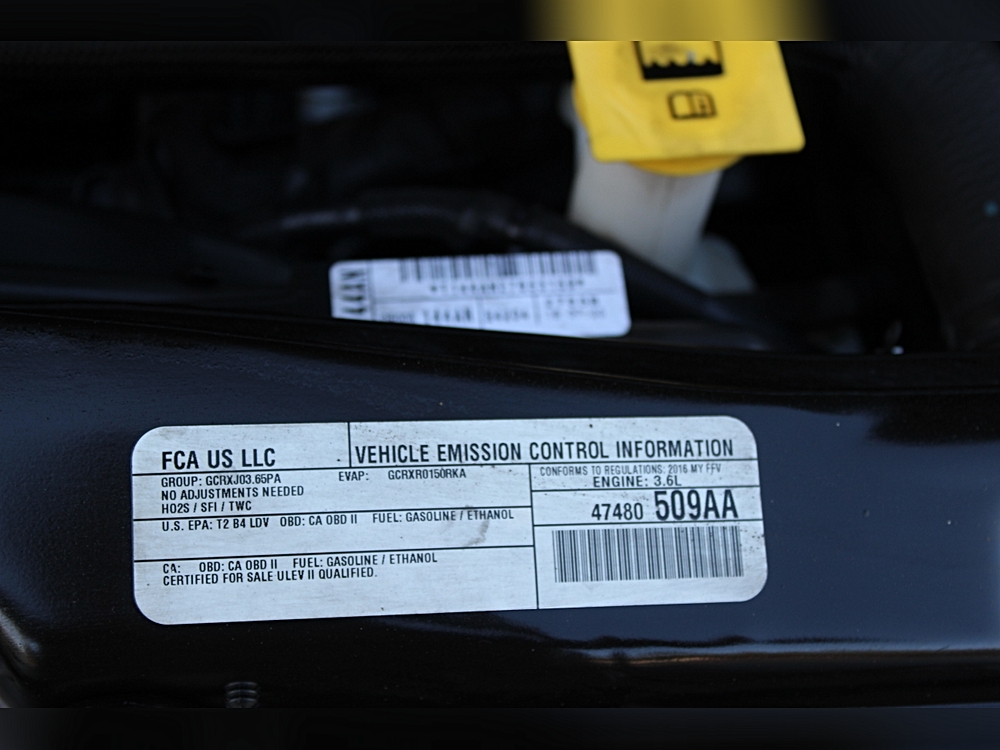 FCA US LLC
VEHICLE EMISSION CONTROL INFORMATION
GROUP: GCRXJ03.65PA
EVAP: GCRXR0150RKA
NO ADJUSTMENTS NEEDED
HO2S / SFI / TWC
CONFORMS TO REGULATIONS: 2016 MY FFV
ENGINE: 3.6L
47480 509AA
U.S. EPA: T2 B4 LDV OBD: CA OBD II FUEL: GASOLINE / ETHANOL
CA: OBD: CA OBD II FUEL: GASOLINE / ETHANOL
CERTIFIED FOR SALE ULEV II QUALIFIED.